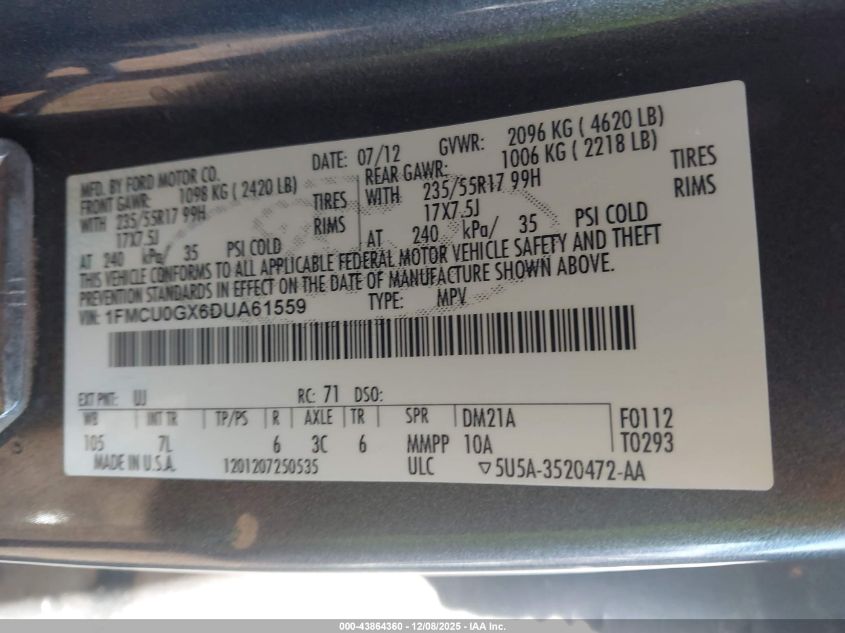 MFD. BY FORD MOTOR CO.
DATE: 07/12 GVWR: 2096 KG ( 4620 LB)
FRONT GAWR: 1098 KG ( 2420 LB) REAR GAWR: 1006 KG ( 2218 LB)
WITH 235/55R17 99H TIRES WITH 235/55R17 99H TIRES
17X7.5J RIMS 17X7.5J RIMS
AT 240 kPa/ 35 PSI COLD AT 240 kPa/ 35 PSI COLD
THIS VEHICLE CONFORMS TO ALL APPLICABLE FEDERAL MOTOR VEHICLE SAFETY AND THEFT
PREVENTION STANDARDS IN EFFECT ON THE DATE OF MANUFACTURE SHOWN ABOVE.
VIN: 1FMCU0GX6DUA61559 TYPE: MPV
EXT PNT: UJ RC: 71 DSO:
WB INT TR TP/PS R AXLE TR SPR DM21A F0112
105 7L 6 3C 6 MMPP 10A T0293
MADE IN U.S.A. 1201207250535 ULC ▽5U5A-3520472-AA
000-43864360 - 12/08/2025 - IAA Inc.